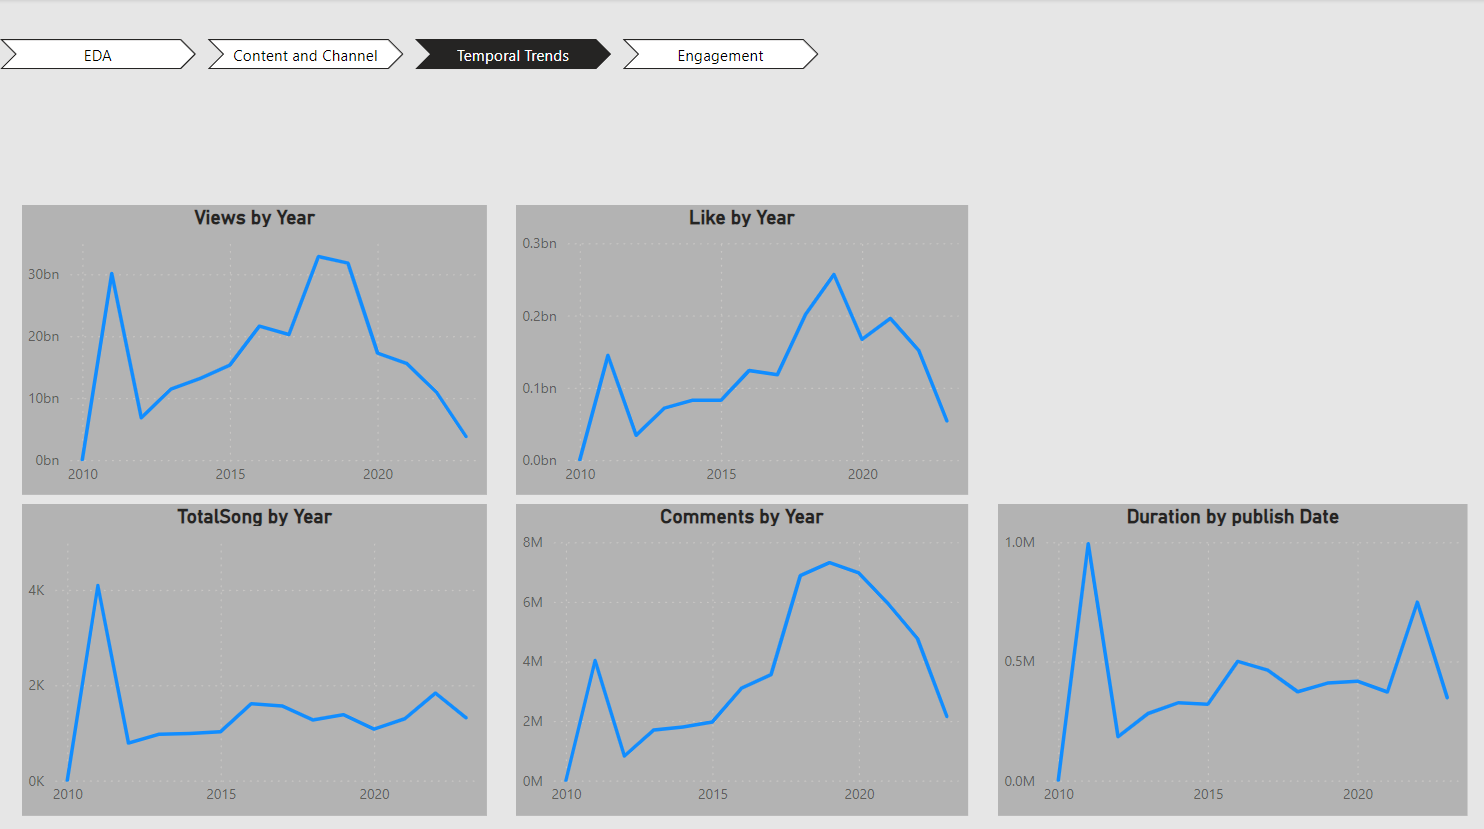 EDA
Content and Channel
Temporal Trends
Engagement
Views by Year
30bn
20bn
10bn
0bn
2010 2015 2020
Like by Year
0.3bn
0.2bn
0.1bn
0.0bn
2010 2015 2020
TotalSong by Year
4K
2K
0K
2010 2015 2020
Comments by Year
8M
6M
4M
2M
0M
2010 2015 2020
Duration by publish Date
1.0M
0.5M
0.0M
2010 2015 2020